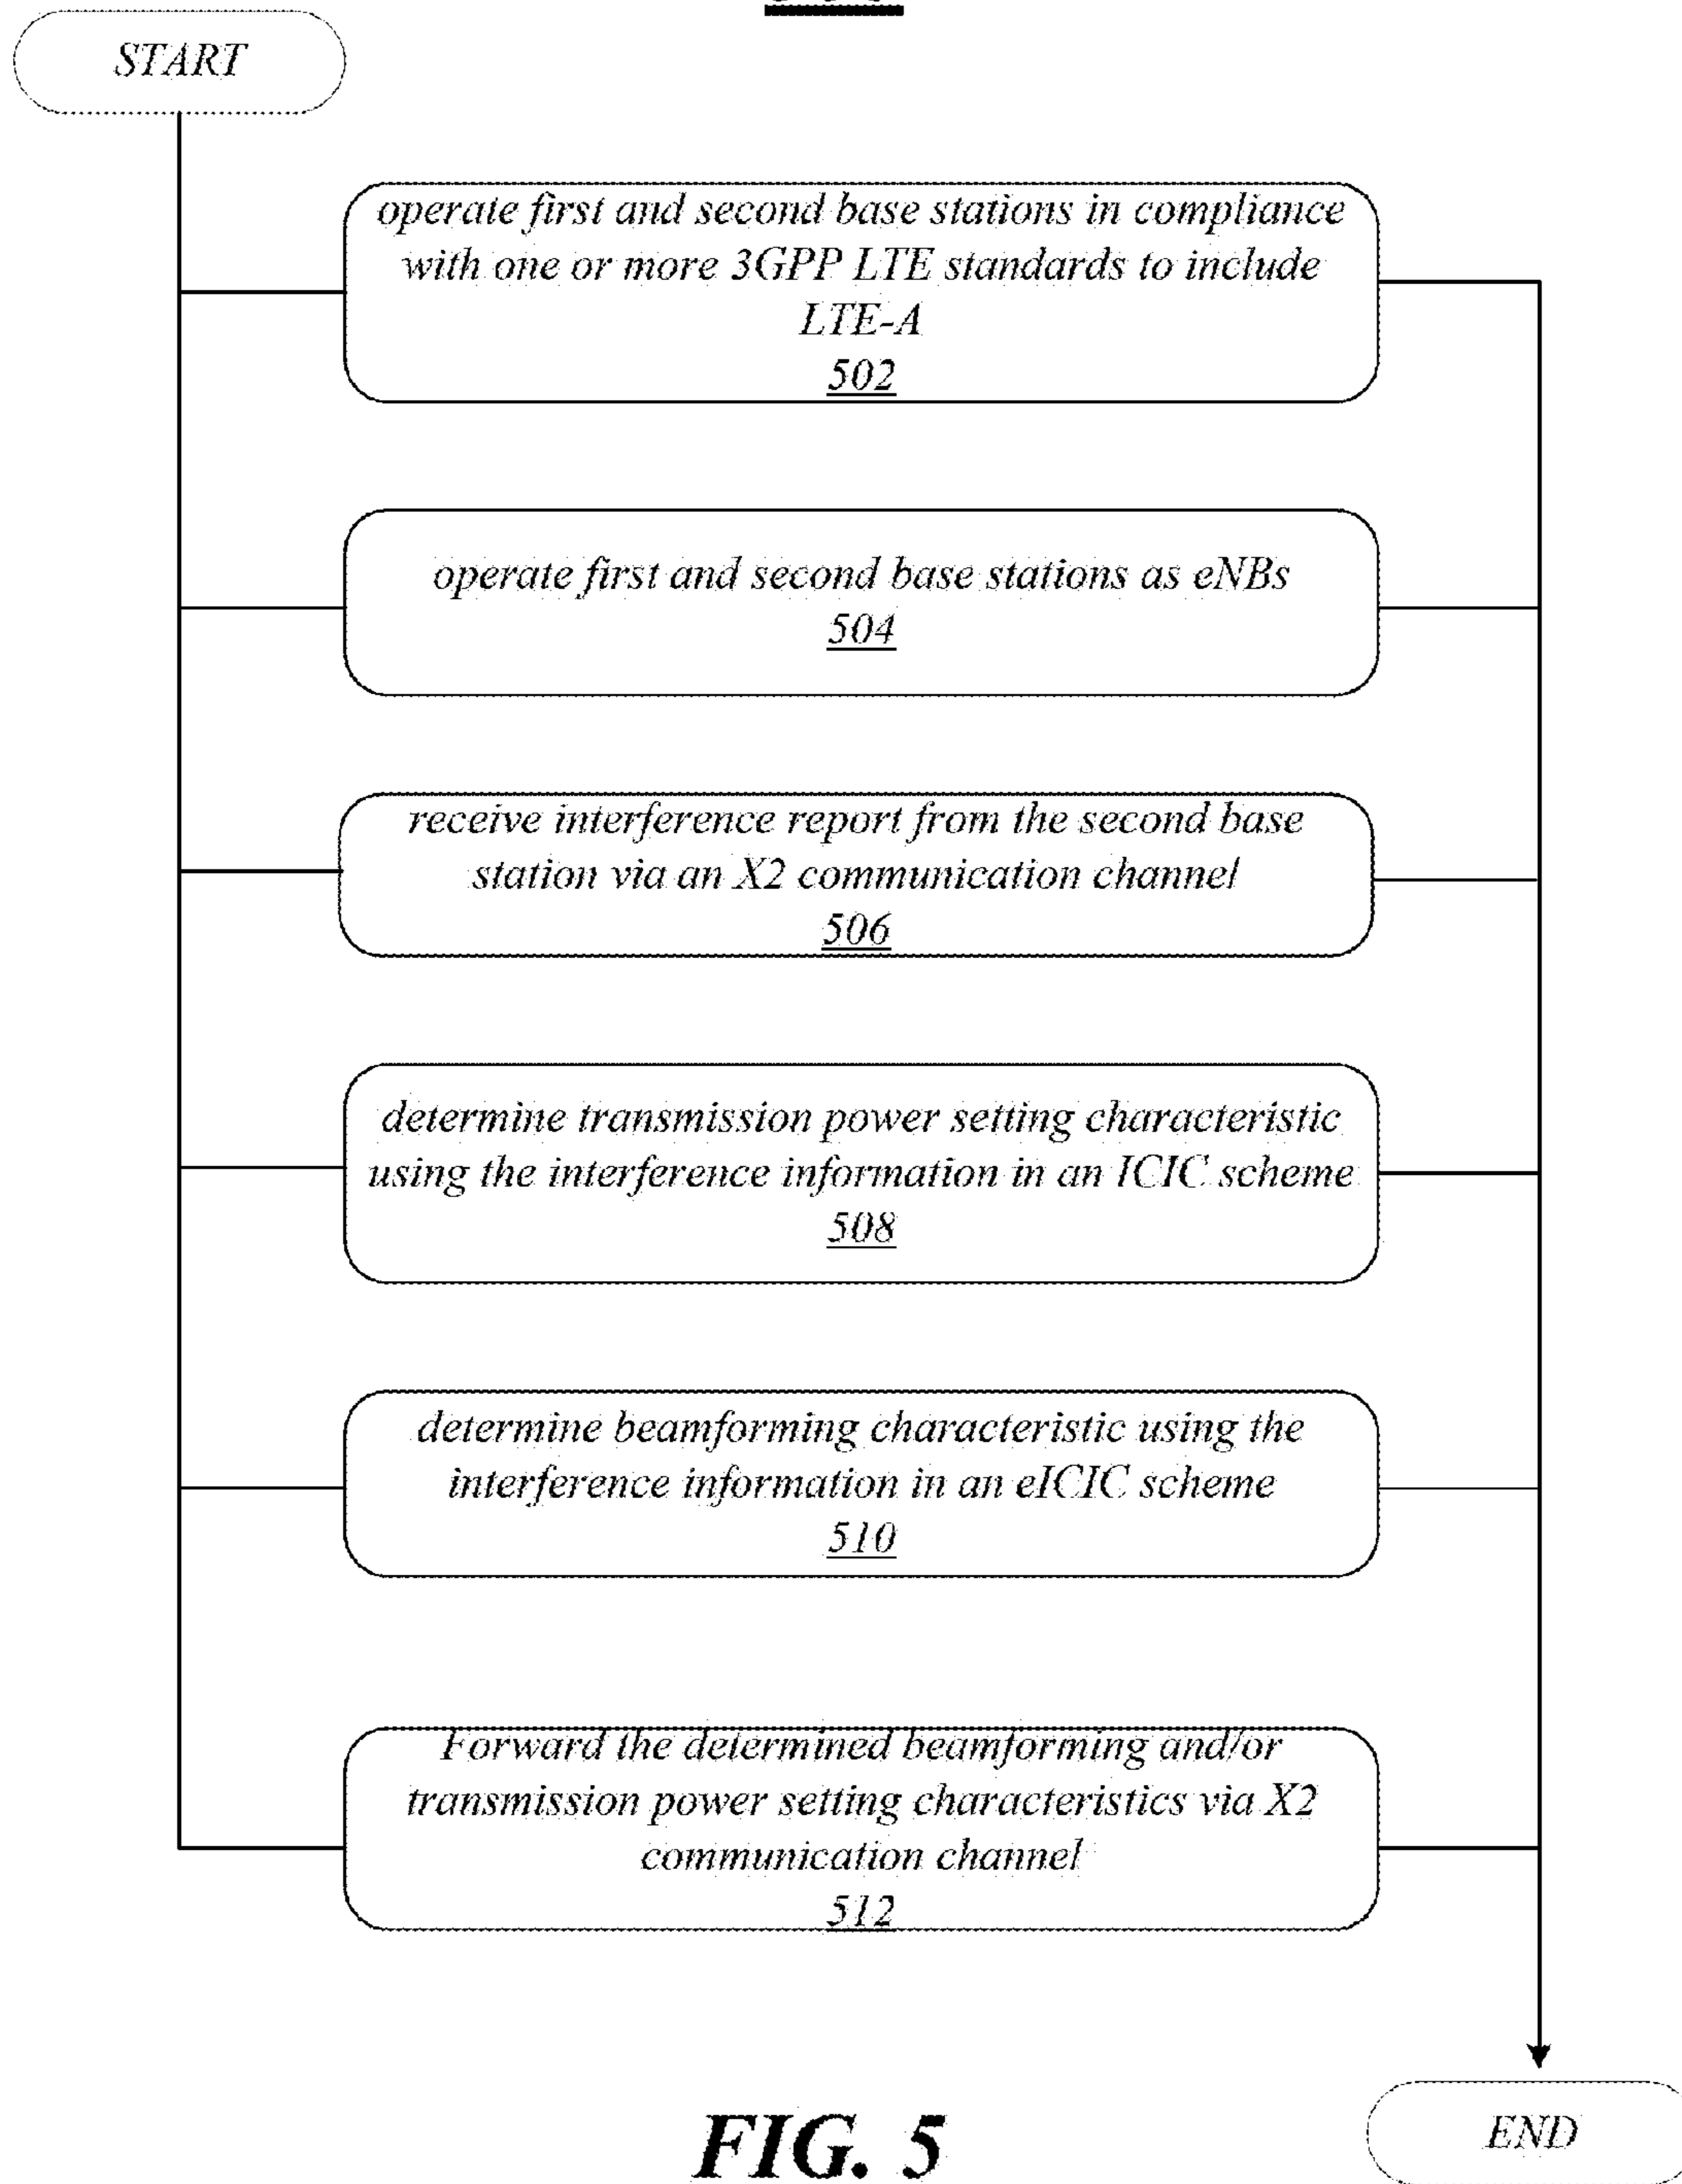 START
operate first and second base stations in compliance
with one or more 3GPP LTE standards to include
LTE-A
502
operate first and second base stations as eNBs
504
receive interference report from the second base
station via an X2 communication channel
506
determine transmission power setting characteristic
using the interference information in an ICIC scheme
508
determine beamforming characteristic using the
interference information in an eICIC scheme
510
Forward the determined beamforming and/or
transmission power setting characteristics via X2
communication channel
512
END
FIG. 5